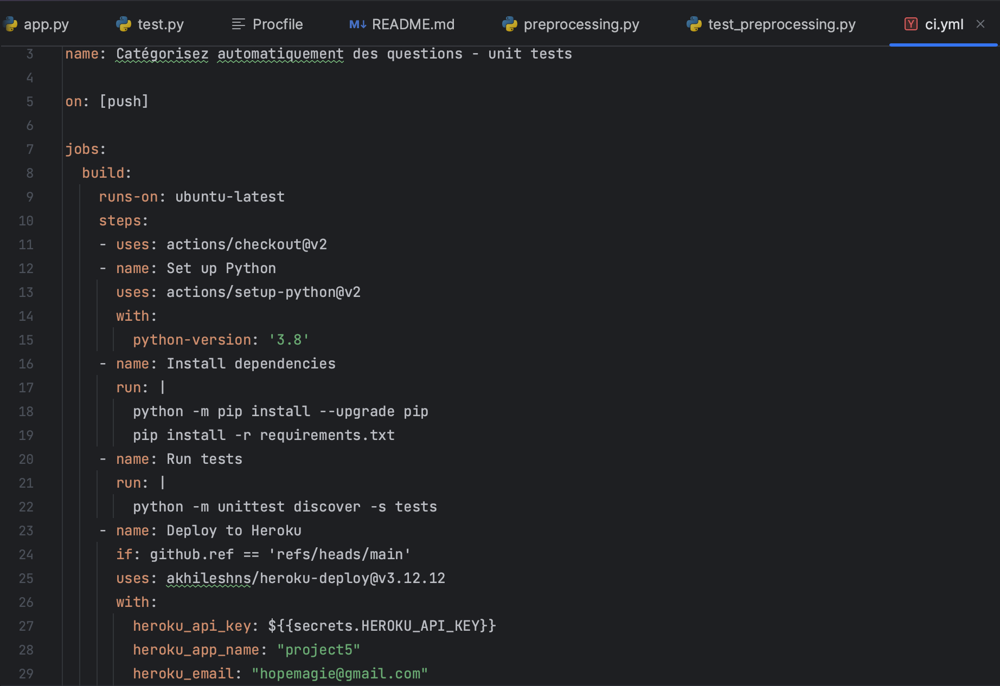 app.py test.py Procfile M↓ README.md preprocessing.py test_preprocessing.py Y ci.yml ×
3 name: Catégorisez automatiquement des questions - unit tests
4
5 on: [push]
6
7 jobs:
8 build:
9 runs-on: ubuntu-latest
10 steps:
11 - uses: actions/checkout@v2
12 - name: Set up Python
13 uses: actions/setup-python@v2
14 with:
15 python-version: '3.8'
16 - name: Install dependencies
17 run: |
18 python -m pip install --upgrade pip
19 pip install -r requirements.txt
20 - name: Run tests
21 run: |
22 python -m unittest discover -s tests
23 - name: Deploy to Heroku
24 if: github.ref == 'refs/heads/main'
25 uses: akhileshns/heroku-deploy@v3.12.12
26 with:
27 heroku_api_key: ${{secrets.HEROKU_API_KEY}}
28 heroku_app_name: "project5"
29 heroku_email: "hopemagie@gmail.com"